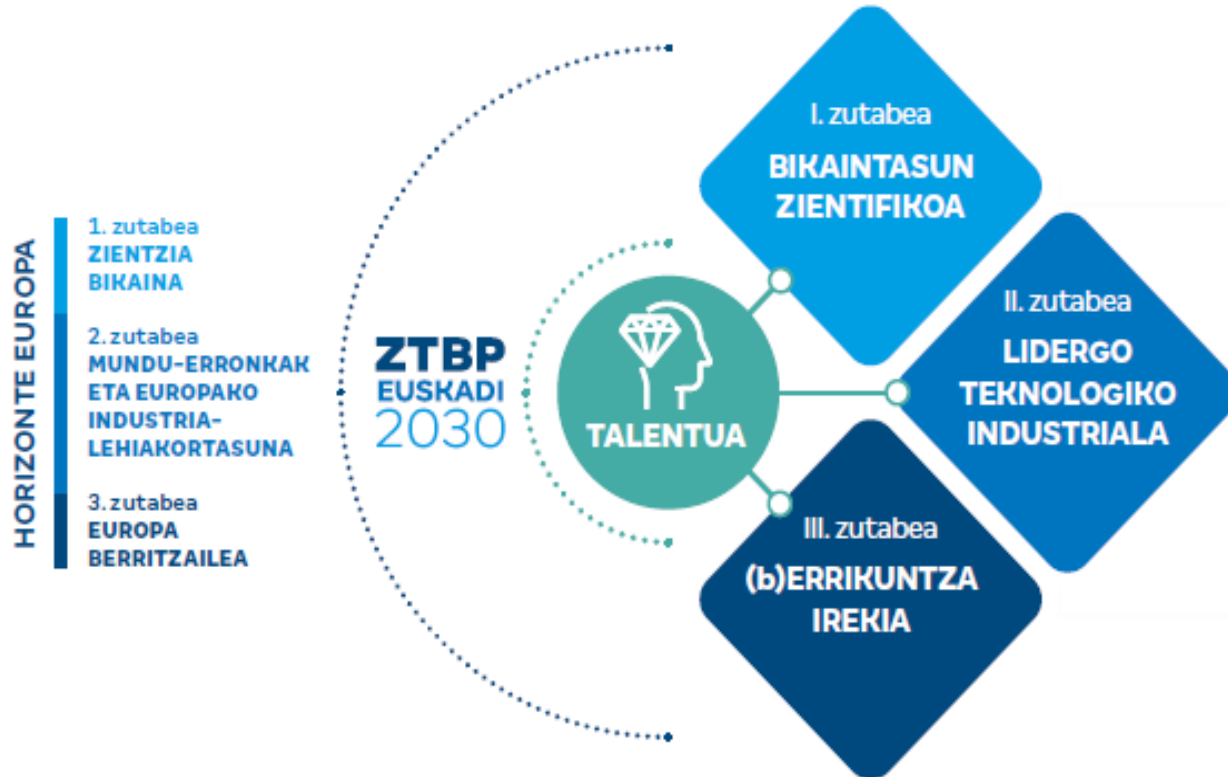 HORIZONTE EUROPA
1. zutabea
ZIENTZIA
BIKAINA
2. zutabea
MUNDU-ERRONKAK
ETA EUROPAKO
INDUSTRIA-
LEHIAKORTASUNA
3. zutabea
EUROPA
BERRITZAILEA
ZTBP
EUSKADI
2030
TALENTUA
I. zutabea
BIKAINTASUN
ZIENTIFIKOA
II. zutabea
LIDERGO
TEKNOLOGIKO
INDUSTRIALA
III. zutabea
(b)ERRIKUNTZA
IREKIA